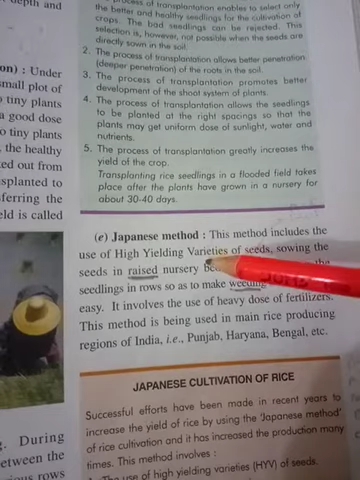 depth and
process of transplantation enables to select only
the better and healthy seedlings for the cultivation of
crops. The bad seedlings can be rejected. This
selection is, however, not possible when the seeds are
directly sown in the soil.
2. The process of transplantation allows better penetration
(deeper penetration) of the roots in the soil.
3. The process of transplantation promotes better
development of the shoot system of plants.
4. The process of transplantation allows the seedlings
to be planted at the right spacings so that the
plants may get uniform dose of sunlight, water and
nutrients.
5. The process of transplantation greatly increases the
yield of the crop.
Transplanting rice seedlings in a flooded field takes
place after the plants have grown in a nursery for
about 30-40 days.
on) : Under
small plot of
tiny plants
a good dose
o tiny plants
the healthy
ed out from
splanted to
ferring the
eld is called
(e) Japanese method : This method includes the
use of High Yielding Varieties of seeds, sowing the
seeds in raised nursery the
seedlings in rows so as to make weeding
easy. It involves the use of heavy dose of fertilizers.
This method is being used in main rice producing
regions of India, i.e., Punjab, Haryana, Bengal, etc.
JAPANESE CULTIVATION OF RICE
Successful efforts have been made in recent years to
increase the yield of rice by using the 'Japanese method'
of rice cultivation and it has increased the production many
times. This method involves :
use of high yielding varieties (HYV) of seeds.
g. During
etween the
rows